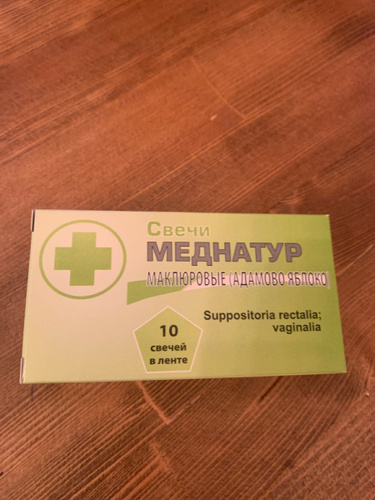 Свечи
МЕДНАТУР
МАКЛЮРОВЫЕ (АДАМОВО ЯБЛОКО)
Suppositoria rectalia;
vaginalia
10
свечей
в ленте